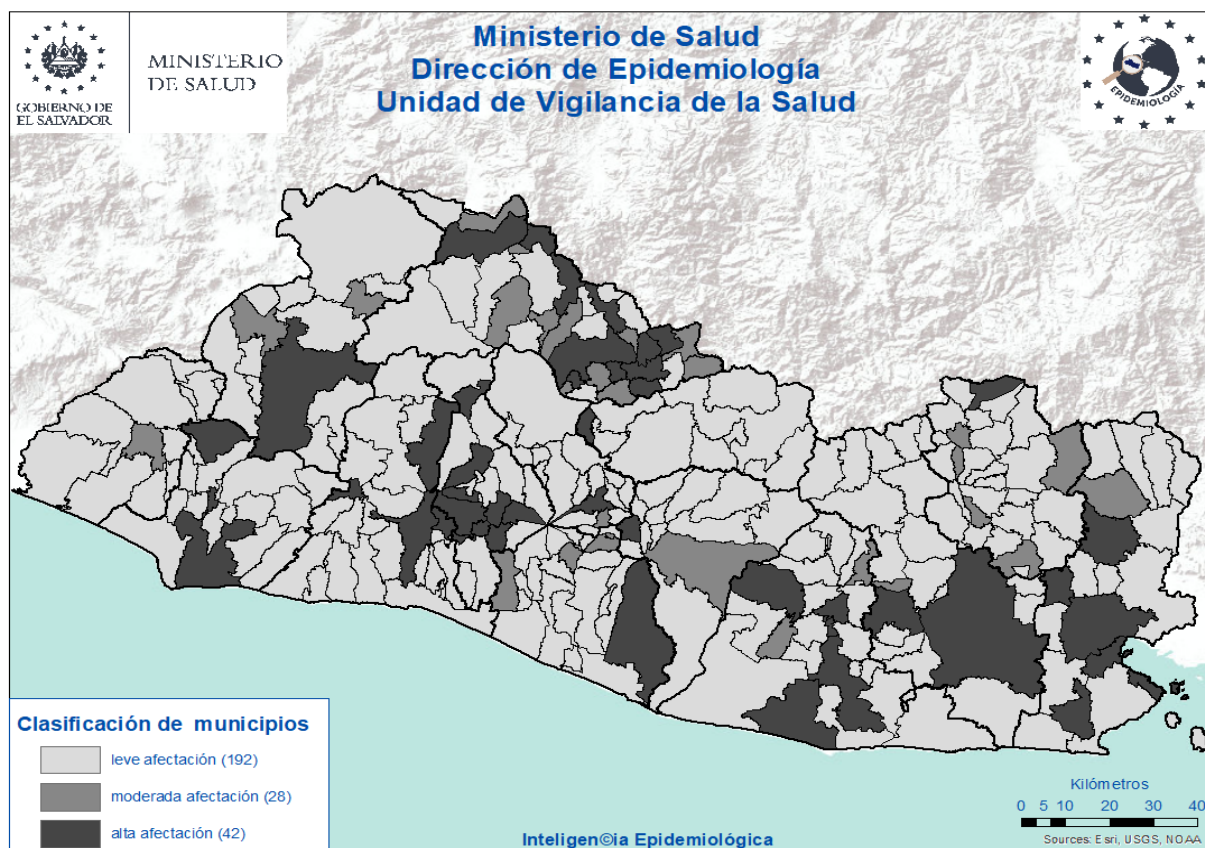 Ministerio de Salud
Dirección de Epidemiología
Unidad de Vigilancia de la Salud
GOBIERNO DE
EL SALVADOR
MINISTERIO
DE SALUD
EPIDEMIOLOGÍA
Clasificación de municipios
leve afectación (192)
moderada afectación (28)
alta afectación (42)
Inteligen©ia Epidemiológica
Kilómetros
0 5 10 20 30 40
Sources: Esri, USGS, NOAA